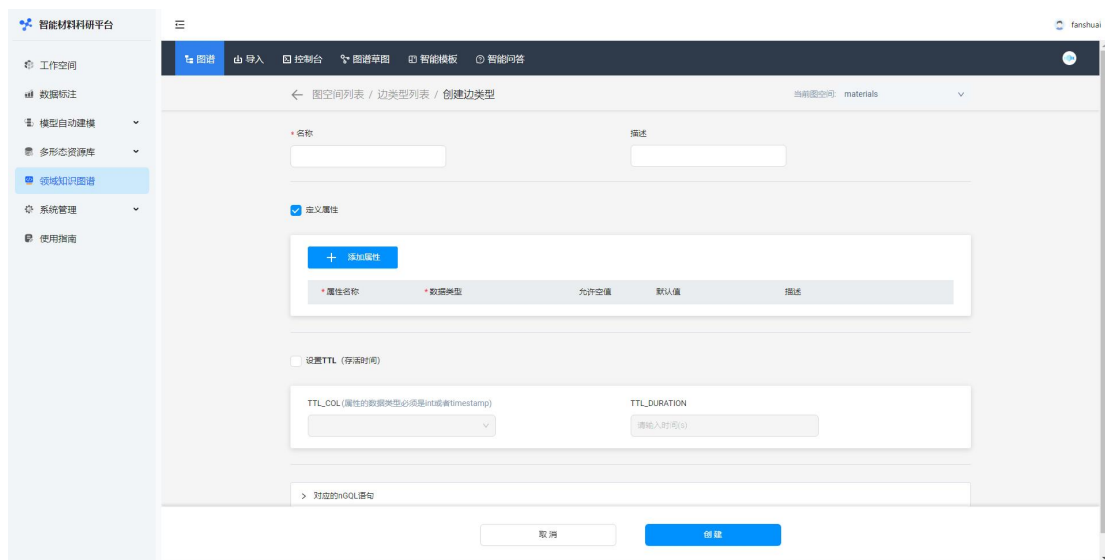 智能材料科研平台
fanshuai
工作空间
数据标注
模型自动建模
多形态资源库
领域知识图谱
系统管理
使用指南
图谱 导入 控制台 图谱草图 智能模板 智能问答
图空间列表 / 边类型列表 / 创建边类型 当前图空间: materials
* 名称 描述
定义属性
+ 添加属性
* 属性名称 * 数据类型 允许空值 默认值 描述
设置TTL(存活时间)
TTL_COL(属性的数据类型必须是int或者timestamp) TTL_DURATION
请输入时间(s)
> 对应的nGQL语句
取消 创建